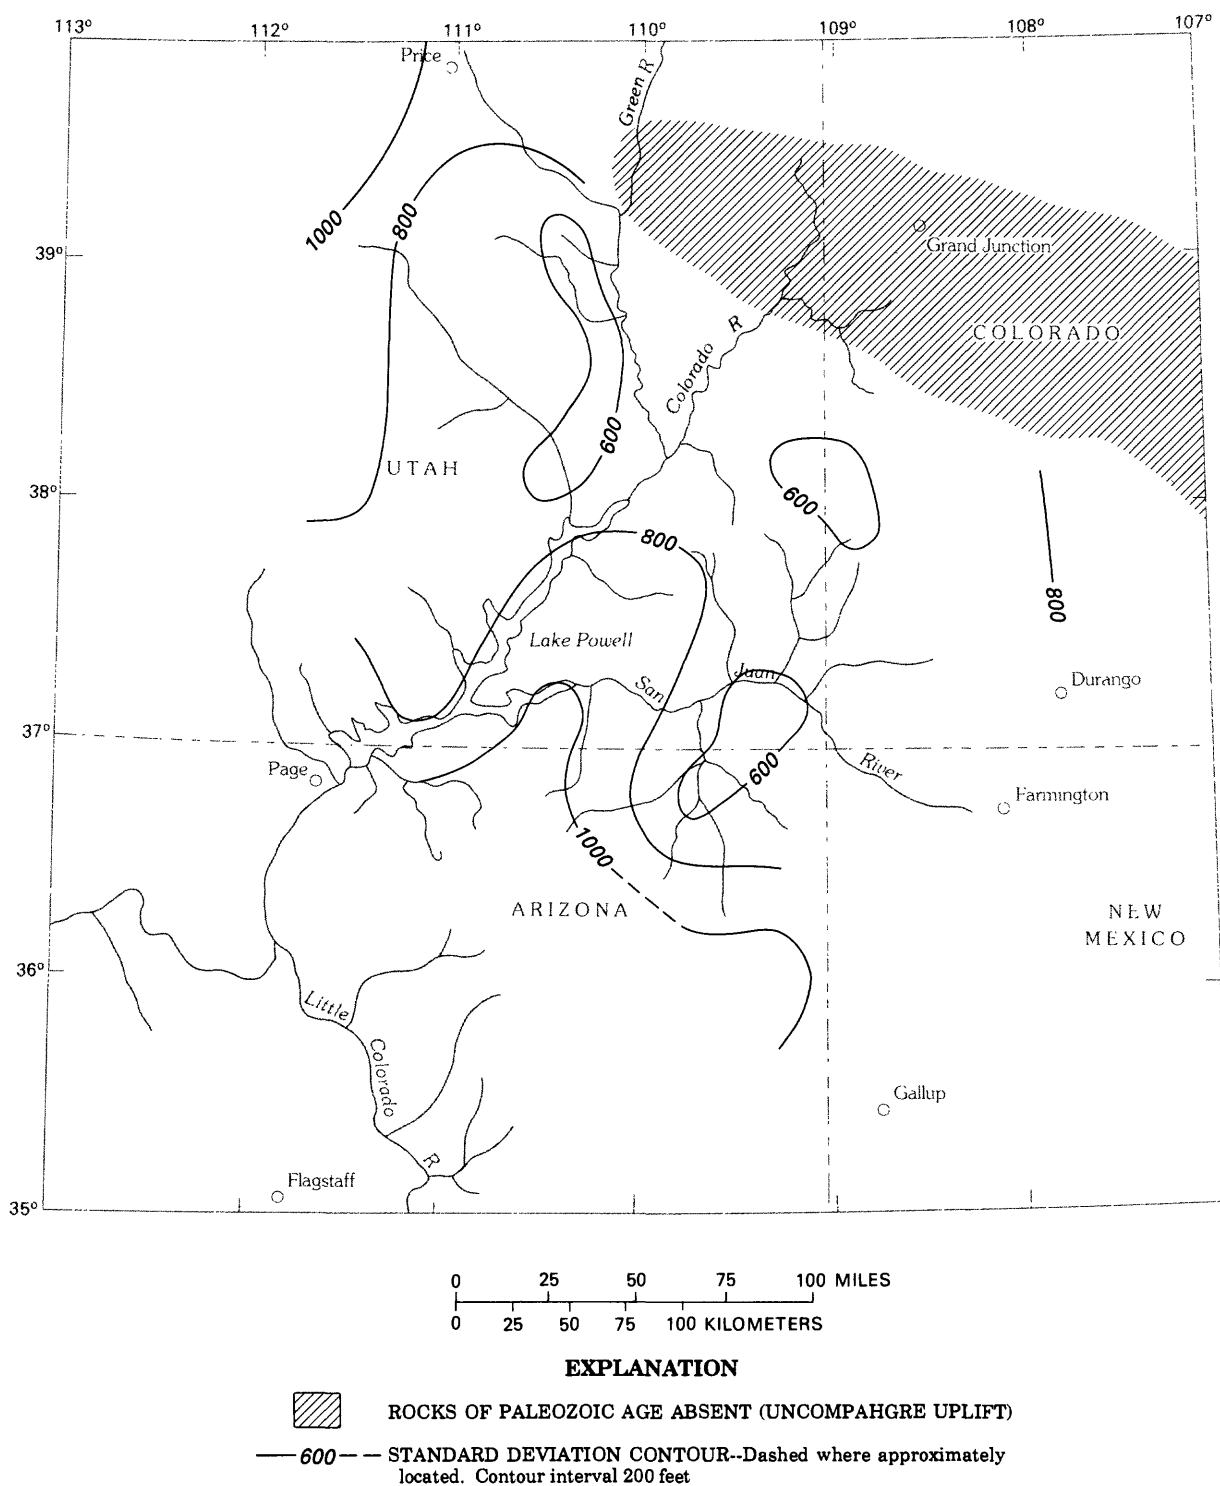 113° 112° 111° 110° 109° 108° 107°
Price
Green R
1000
800
39°
Grand Junction
COLORADO
Colorado R
600
UTAH
38°
600
800
800
Lake Powell
San Juan River
Durango
37°
Page
600
Farmington
1000
ARIZONA
NEW
MEXICO
36°
Little Colorado R
Gallup
Flagstaff
35°
0 25 50 75 100 MILES
0 25 50 75 100 KILOMETERS
EXPLANATION
ROCKS OF PALEOZOIC AGE ABSENT (UNCOMPAHGRE UPLIFT)
600 STANDARD DEVIATION CONTOUR--Dashed where approximately
located. Contour interval 200 feet